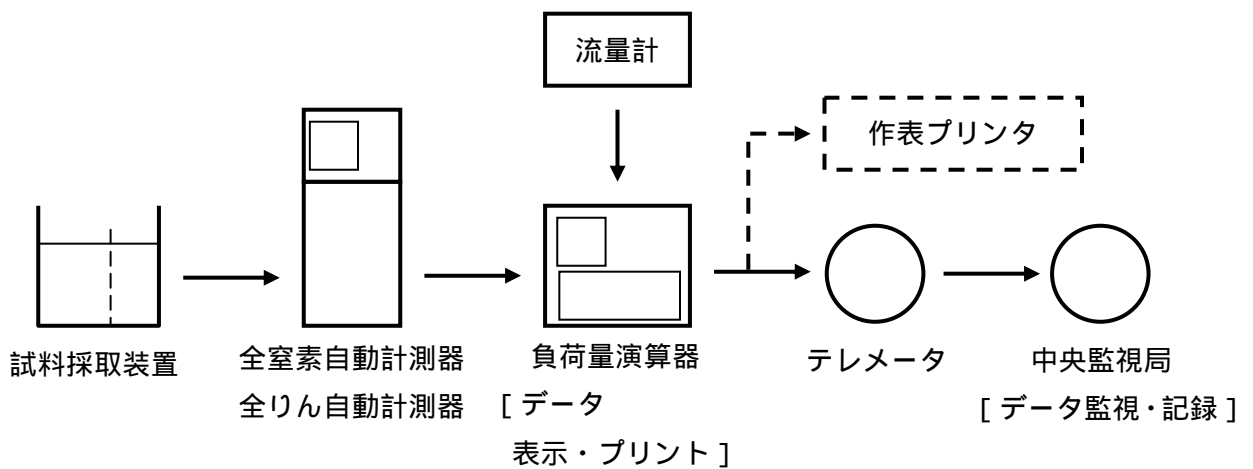 流量計
作表プリンタ
試料採取装置
全窒素自動計測器
全りん自動計測器
負荷量演算器
[データ
表示・プリント]
テレメータ
中央監視局
[データ監視・記録]